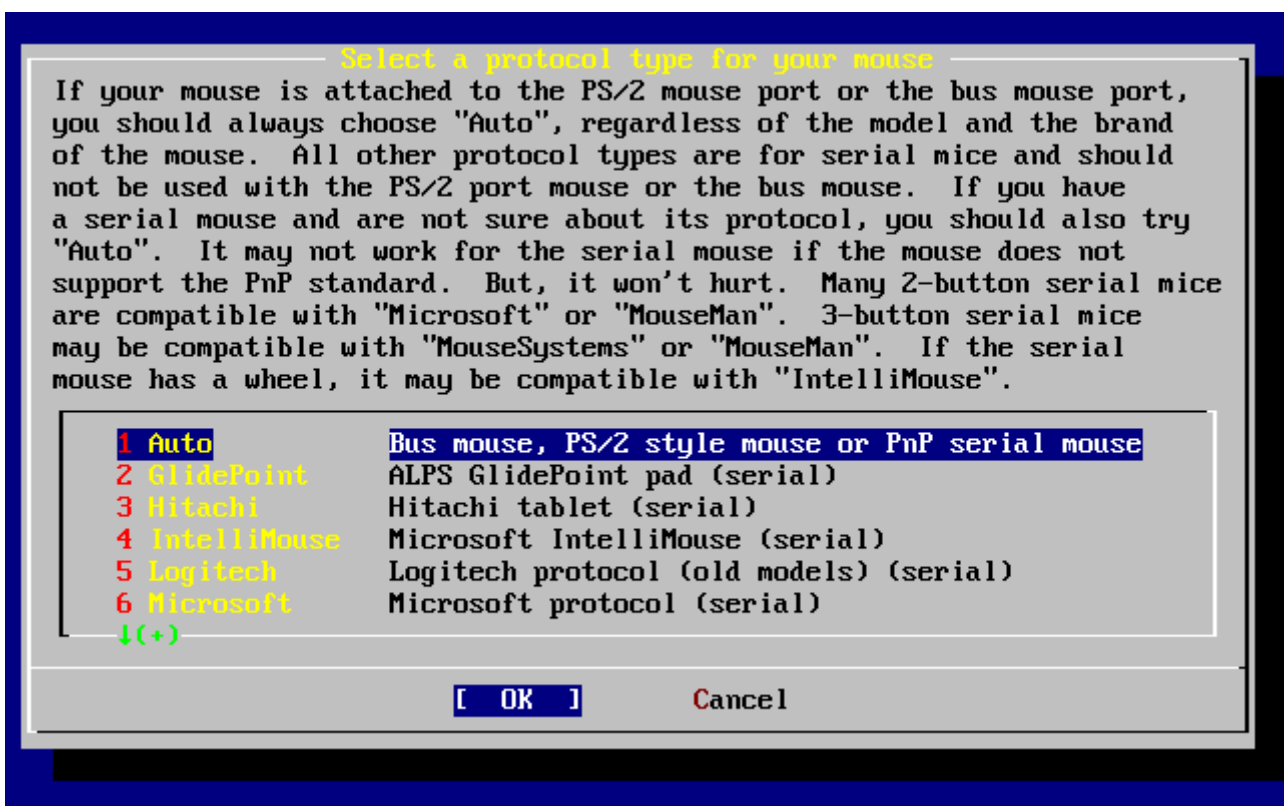 Select a protocol type for your mouse
If your mouse is attached to the PS/2 mouse port or the bus mouse port,
you should always choose "Auto", regardless of the model and the brand
of the mouse.  All other protocol types are for serial mice and should
not be used with the PS/2 port mouse or the bus mouse.  If you have
a serial mouse and are not sure about its protocol, you should also try
"Auto".  It may not work for the serial mouse if the mouse does not
support the PnP standard.  But, it won't hurt.  Many 2-button serial mice
are compatible with "Microsoft" or "MouseMan".  3-button serial mice
may be compatible with "MouseSystems" or "MouseMan".  If the serial
mouse has a wheel, it may be compatible with "IntelliMouse".
1 Auto Bus mouse, PS/2 style mouse or PnP serial mouse
2 GlidePoint ALPS GlidePoint pad (serial)
3 Hitachi Hitachi tablet (serial)
4 IntelliMouse Microsoft IntelliMouse (serial)
5 Logitech Logitech protocol (old models) (serial)
6 Microsoft Microsoft protocol (serial)
↓(+)
[  OK  ] Cancel